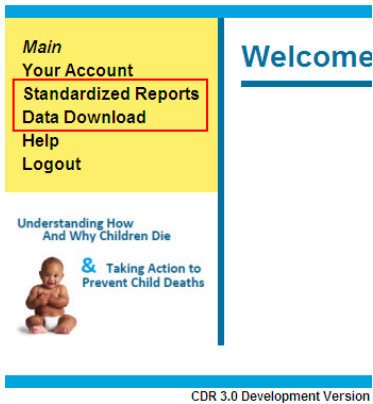 Main
Your Account
Standardized Reports
Data Download
Help
Logout
Welcome
Understanding How
And Why Children Die
& Taking Action to
Prevent Child Deaths
CDR 3.0 Development Version